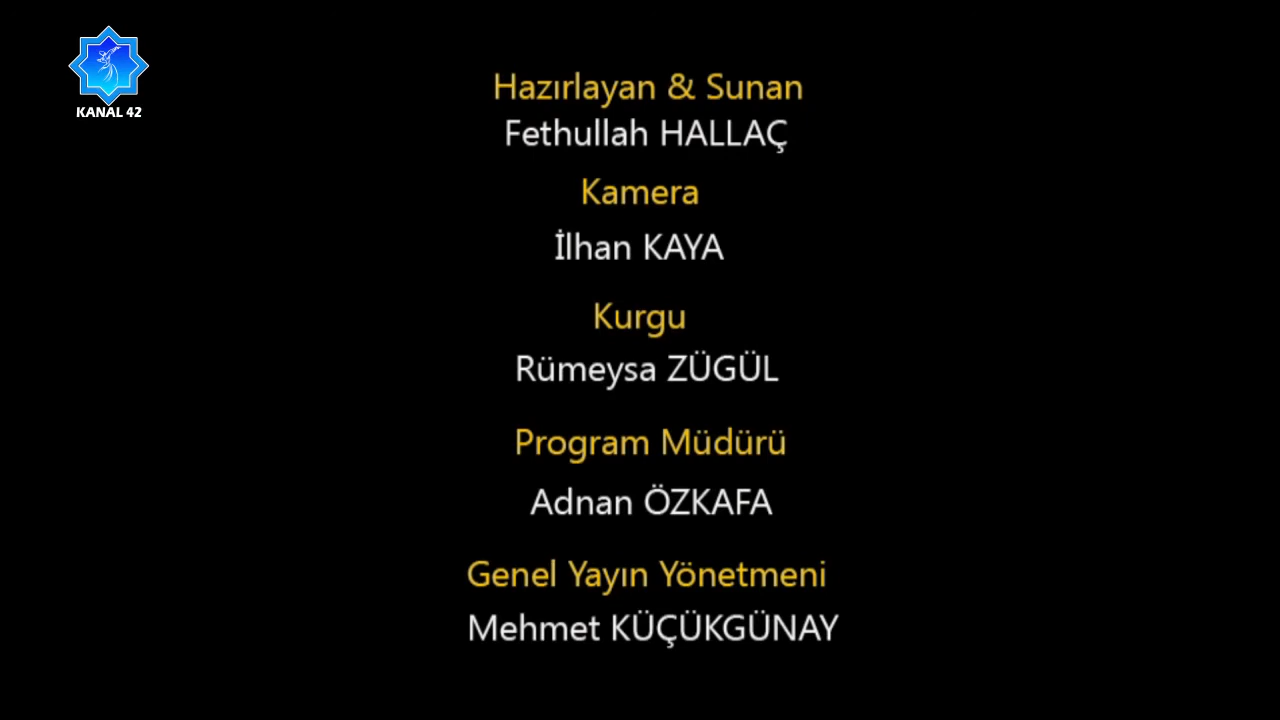 KANAL 42
Hazırlayan & Sunan
Fethullah HALLAÇ
Kamera
İlhan KAYA
Kurgu
Rümeysa ZÜGÜL
Program Müdürü
Adnan ÖZKAFA
Genel Yayın Yönetmeni
Mehmet KÜÇÜKGÜNAY